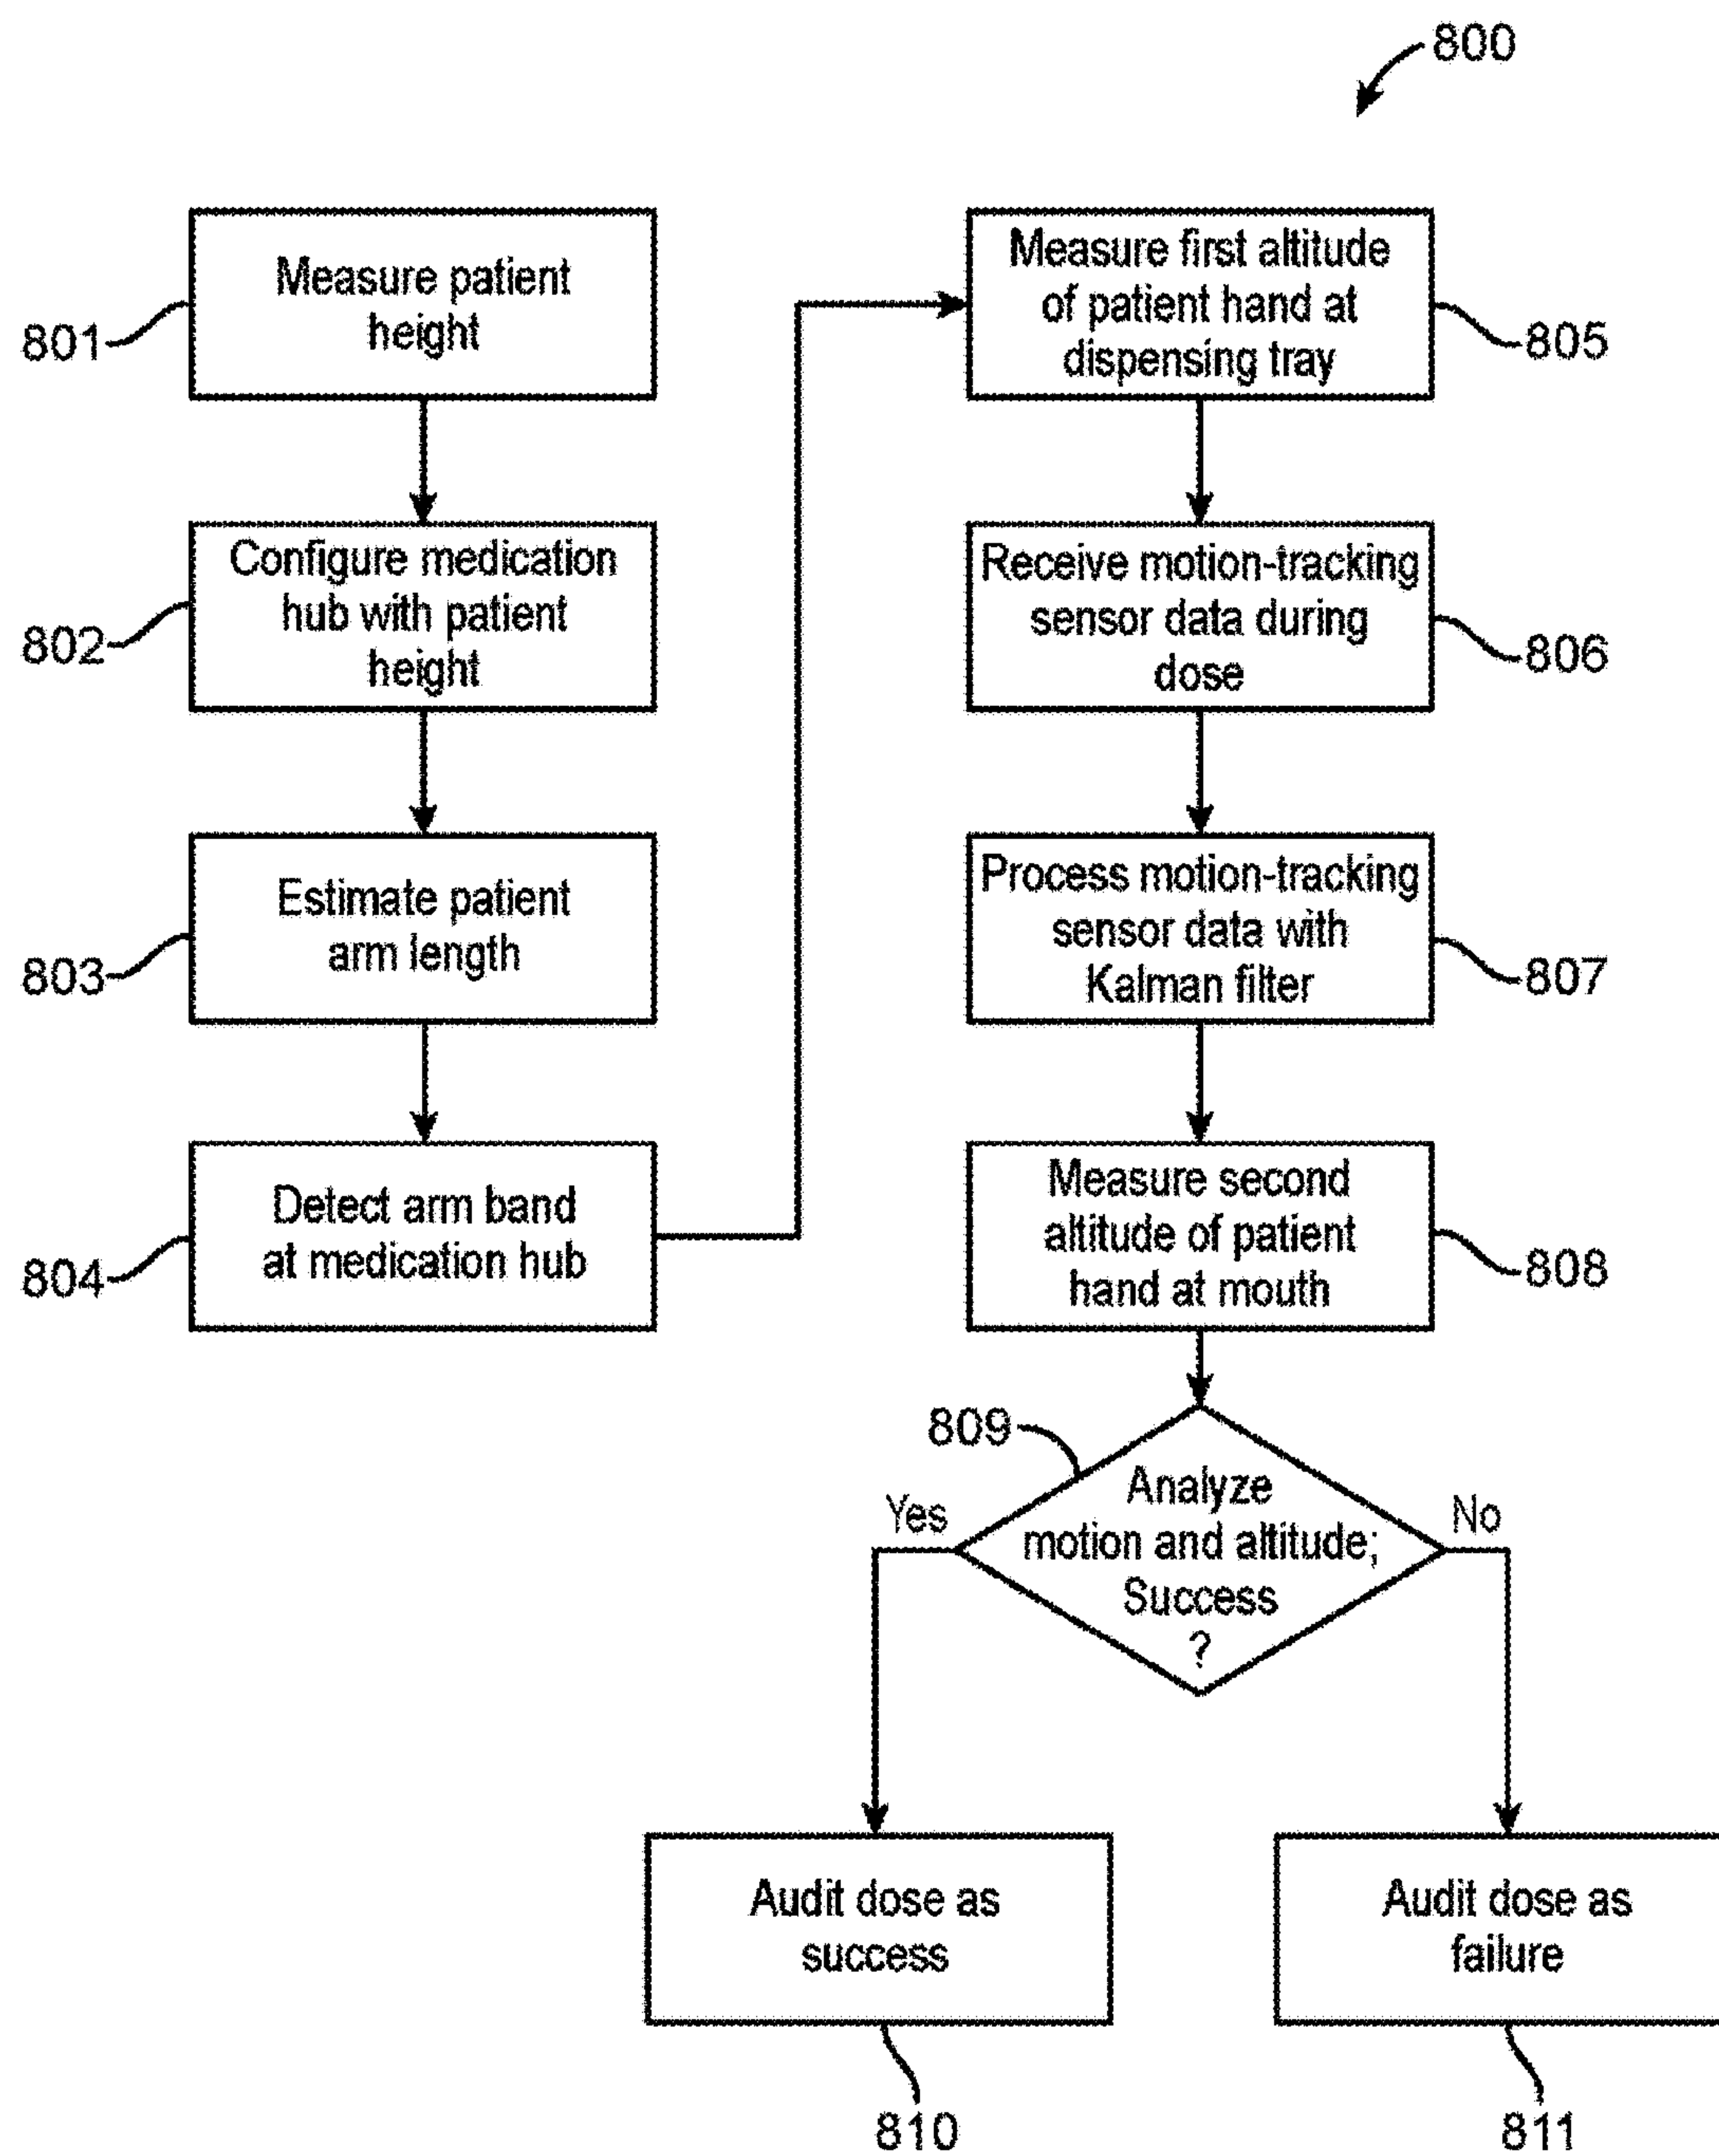 800
Measure patient
height
801
Configure medication
hub with patient
height
802
Estimate patient
arm length
803
Detect arm band
at medication hub
804
Measure first altitude
of patient hand at
dispensing tray
805
Receive motion-tracking
sensor data during
dose
806
Process motion-tracking
sensor data with
Kalman filter
807
Measure second
altitude of patient
hand at mouth
808
809
Analyze
motion and altitude;
Success
?
Yes
No
Audit dose as
success
810
Audit dose as
failure
811